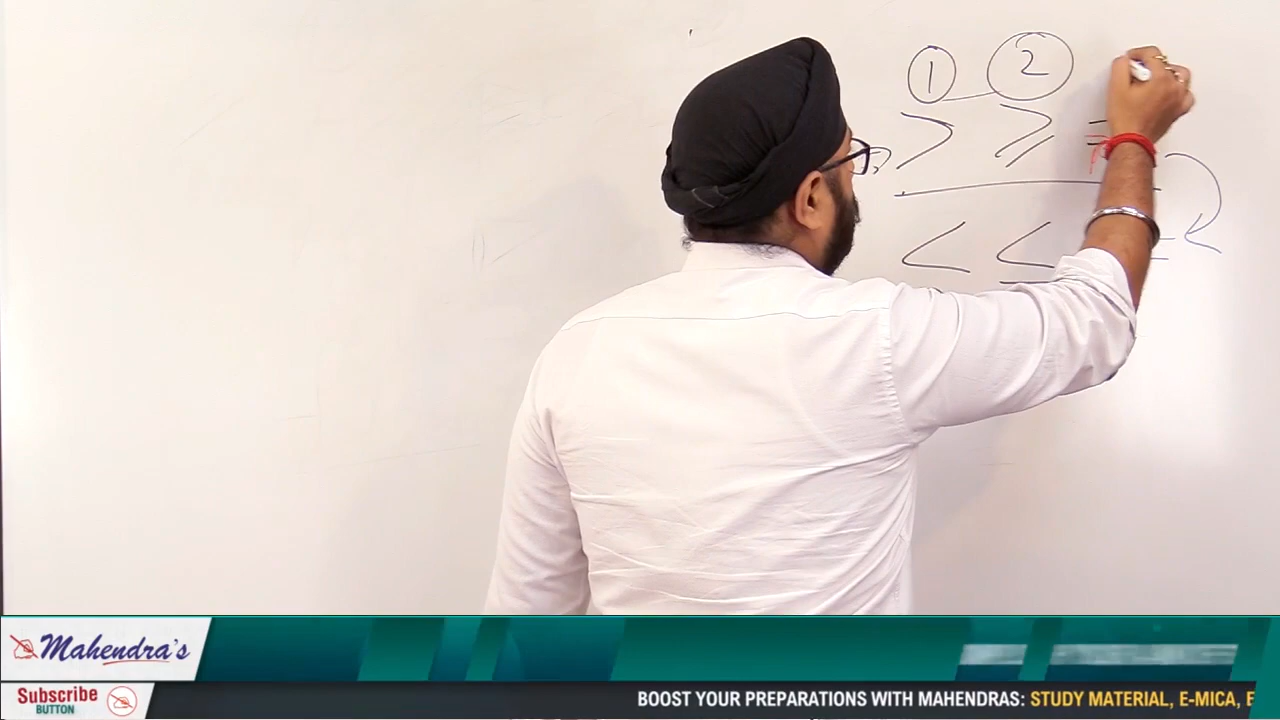 1 2
> ≥ =
< ≤ =
Mahendra's
Subscribe
BUTTON
BOOST YOUR PREPARATIONS WITH MAHENDRAS: STUDY MATERIAL, E-MICA, E